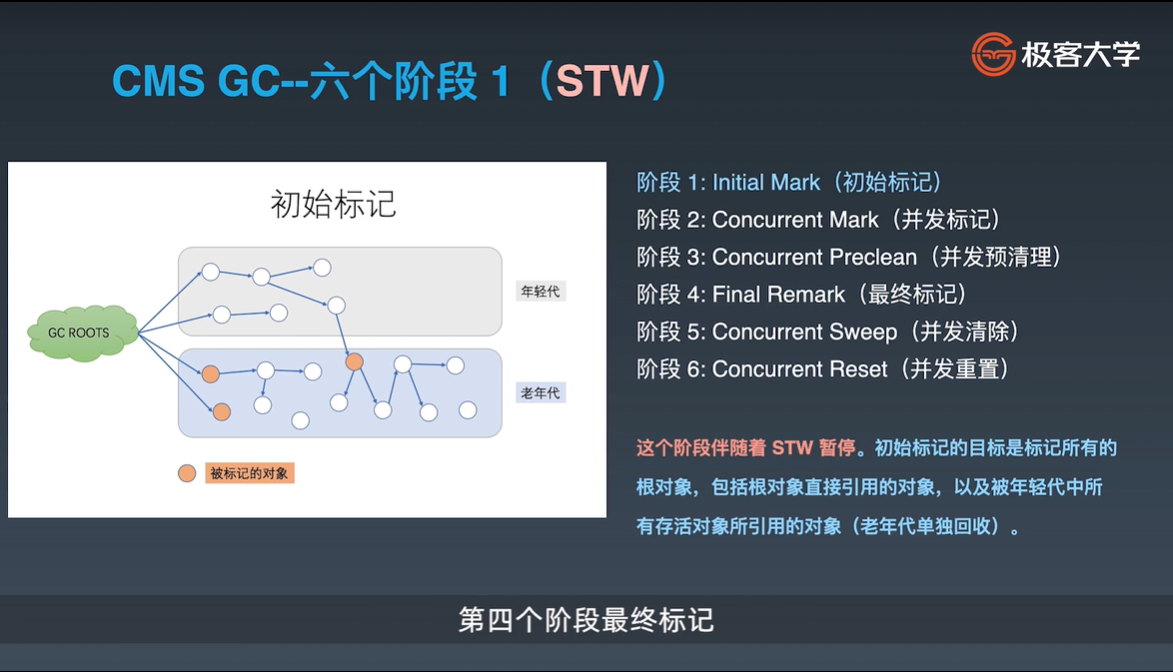 极客大学
CMS GC--六个阶段 1（STW）
初始标记
GC ROOTS
年轻代
老年代
被标记的对象
阶段 1: Initial Mark（初始标记）
阶段 2: Concurrent Mark（并发标记）
阶段 3: Concurrent Preclean（并发预清理）
阶段 4: Final Remark（最终标记）
阶段 5: Concurrent Sweep（并发清除）
阶段 6: Concurrent Reset（并发重置）
这个阶段伴随着 STW 暂停。初始标记的目标是标记所有的
根对象，包括根对象直接引用的对象，以及被年轻代中所
有存活对象所引用的对象（老年代单独回收）。
第四个阶段最终标记